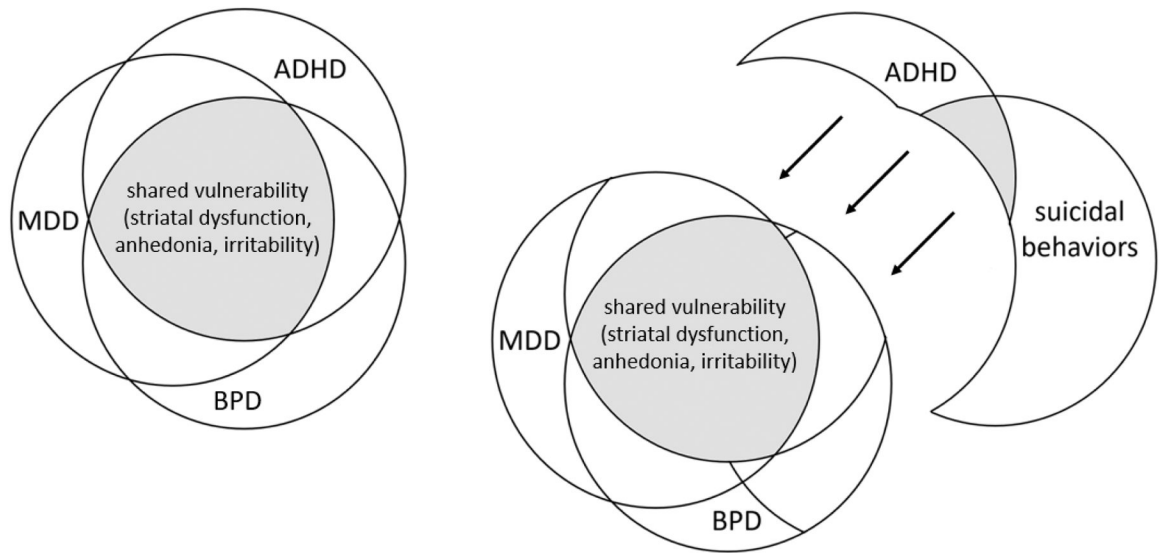 ADHD
MDD
shared vulnerability
(striatal dysfunction,
anhedonia, irritability)
BPD
ADHD
suicidal
behaviors
MDD
shared vulnerability
(striatal dysfunction,
anhedonia, irritability)
BPD